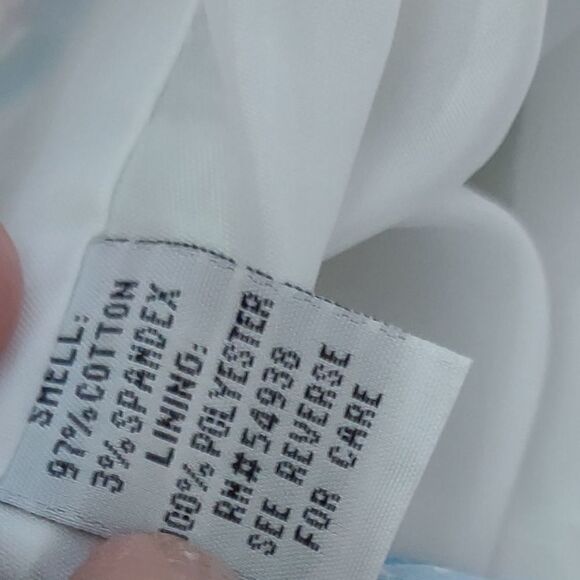 SHELL:
97%COTTON
3%SPANDEX
LINING:
100%POLYESTER
RN#54938
SEE REVERSE
FOR CARE